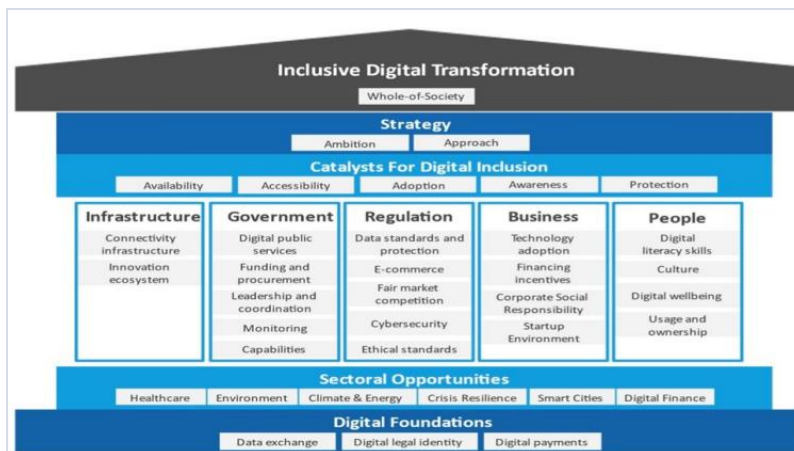 Inclusive Digital Transformation
Whole-of-Society
Strategy
Ambition Approach
Catalysts For Digital Inclusion
Availability Accessibility Adoption Awareness Protection
Infrastructure
Connectivity
infrastructure
Innovation
ecosystem
Government
Digital public
services
Funding and
procurement
Leadership and
coordination
Monitoring
Capabilities
Regulation
Data standards and
protection
E-commerce
Fair market
competition
Cybersecurity
Ethical standards
Business
Technology
adoption
Financing
incentives
Corporate Social
Responsibility
Startup
Environment
People
Digital
literacy skills
Culture
Digital wellbeing
Usage and
ownership
Sectoral Opportunities
Healthcare Environment Climate & Energy Crisis Resilience Smart Cities Digital Finance
Digital Foundations
Data exchange Digital legal identity Digital payments